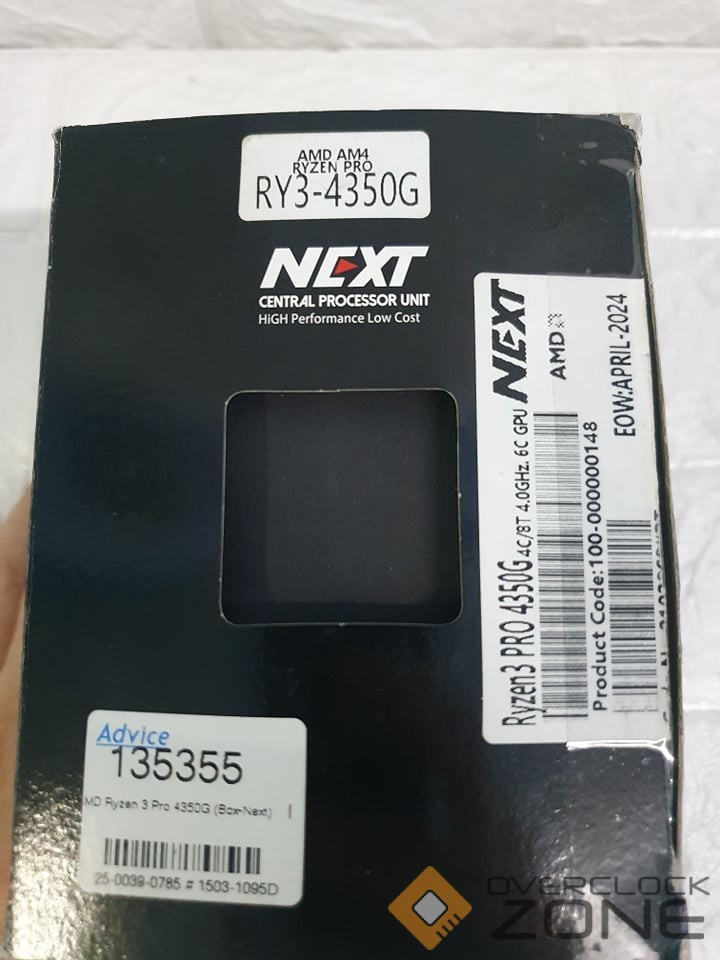 AMD AM4
RYZEN PRO
RY3-4350G
NEXT
CENTRAL PROCESSOR UNIT
HiGH Performance Low Cost
NEXT
AMD
Ryzen3 PRO 4350G 4C/8T 4.0GHz. 6C GPU
Product Code:100-000000148
EOW:APRIL-2024
Advice
135355
MD Ryzen 3 Pro 4350G (Box-Next)
25-0039-0785 # 1503-1095D
OVERCLOCK
ZONE